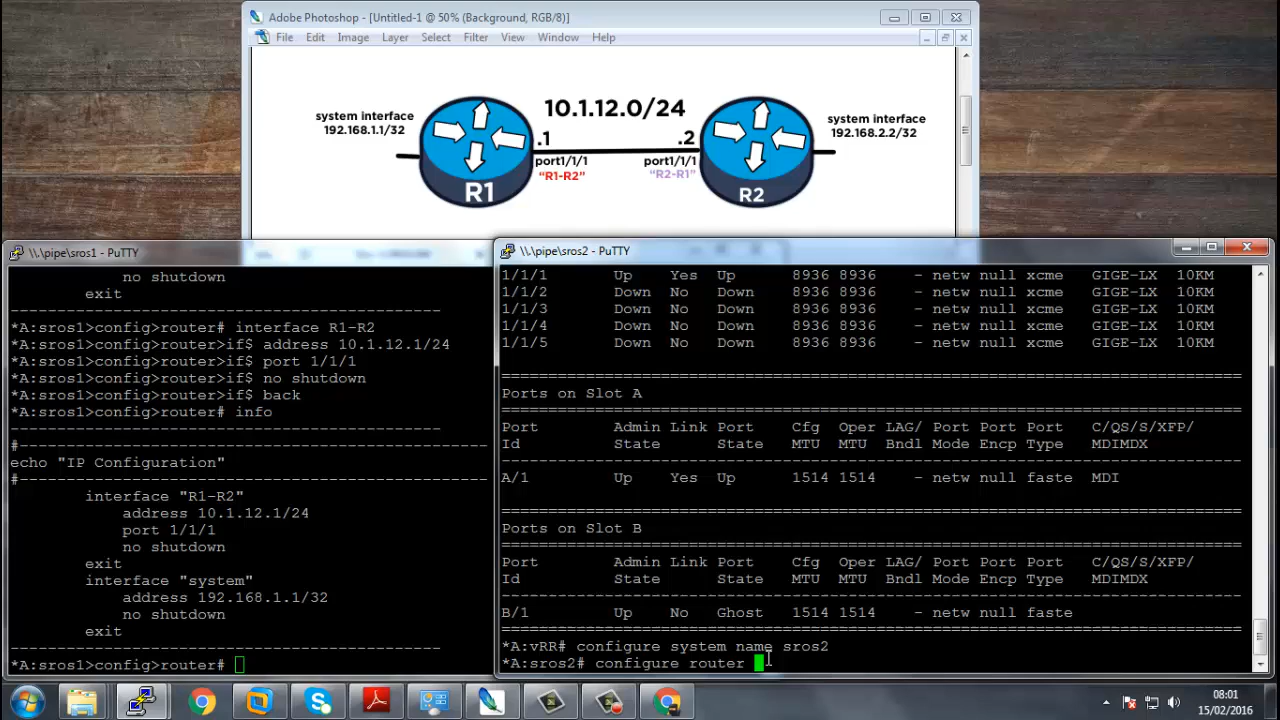 Adobe Photoshop - [Untitled-1 @ 50% (Background, RGB/8)]
File Edit Image Layer Select Filter View Window Help
system interface
192.168.1.1/32
10.1.12.0/24
system interface
192.168.2.2/32
.1
.2
port1/1/1
port1/1/1
"R1-R2"
"R2-R1"
R1
R2
\\.\pipe\sros1 - PuTTY
no shutdown
exit
----------------------------------------------
*A:sros1>config>router# interface R1-R2
*A:sros1>config>router>if$ address 10.1.12.1/24
*A:sros1>config>router>if$ port 1/1/1
*A:sros1>config>router>if$ no shutdown
*A:sros1>config>router>if$ back
*A:sros1>config>router# info
----------------------------------------------
#--------------------------------------------------
echo "IP Configuration"
#--------------------------------------------------
interface "R1-R2"
address 10.1.12.1/24
port 1/1/1
no shutdown
exit
interface "system"
address 192.168.1.1/32
no shutdown
exit
----------------------------------------------
*A:sros1>config>router#
\\.\pipe\sros2 - PuTTY
1/1/1 Up Yes Up 8936 8936 - netw null xcme GIGE-LX 10KM
1/1/2 Down No Down 8936 8936 - netw null xcme GIGE-LX 10KM
1/1/3 Down No Down 8936 8936 - netw null xcme GIGE-LX 10KM
1/1/4 Down No Down 8936 8936 - netw null xcme GIGE-LX 10KM
1/1/5 Down No Down 8936 8936 - netw null xcme GIGE-LX 10KM
===============================================================================
Ports on Slot A
===============================================================================
Port Admin Link Port Cfg Oper LAG/ Port Port Port C/QS/S/XFP/
Id State State MTU MTU Bndl Mode Encp Type MDIMDX
-------------------------------------------------------------------------------
A/1 Up Yes Up 1514 1514 - netw null faste MDI
===============================================================================
Ports on Slot B
===============================================================================
Port Admin Link Port Cfg Oper LAG/ Port Port Port C/QS/S/XFP/
Id State State MTU MTU Bndl Mode Encp Type MDIMDX
-------------------------------------------------------------------------------
B/1 Up No Ghost 1514 1514 - netw null faste
===============================================================================
*A:vRR# configure system name sros2
*A:sros2# configure router
08:01
15/02/2016